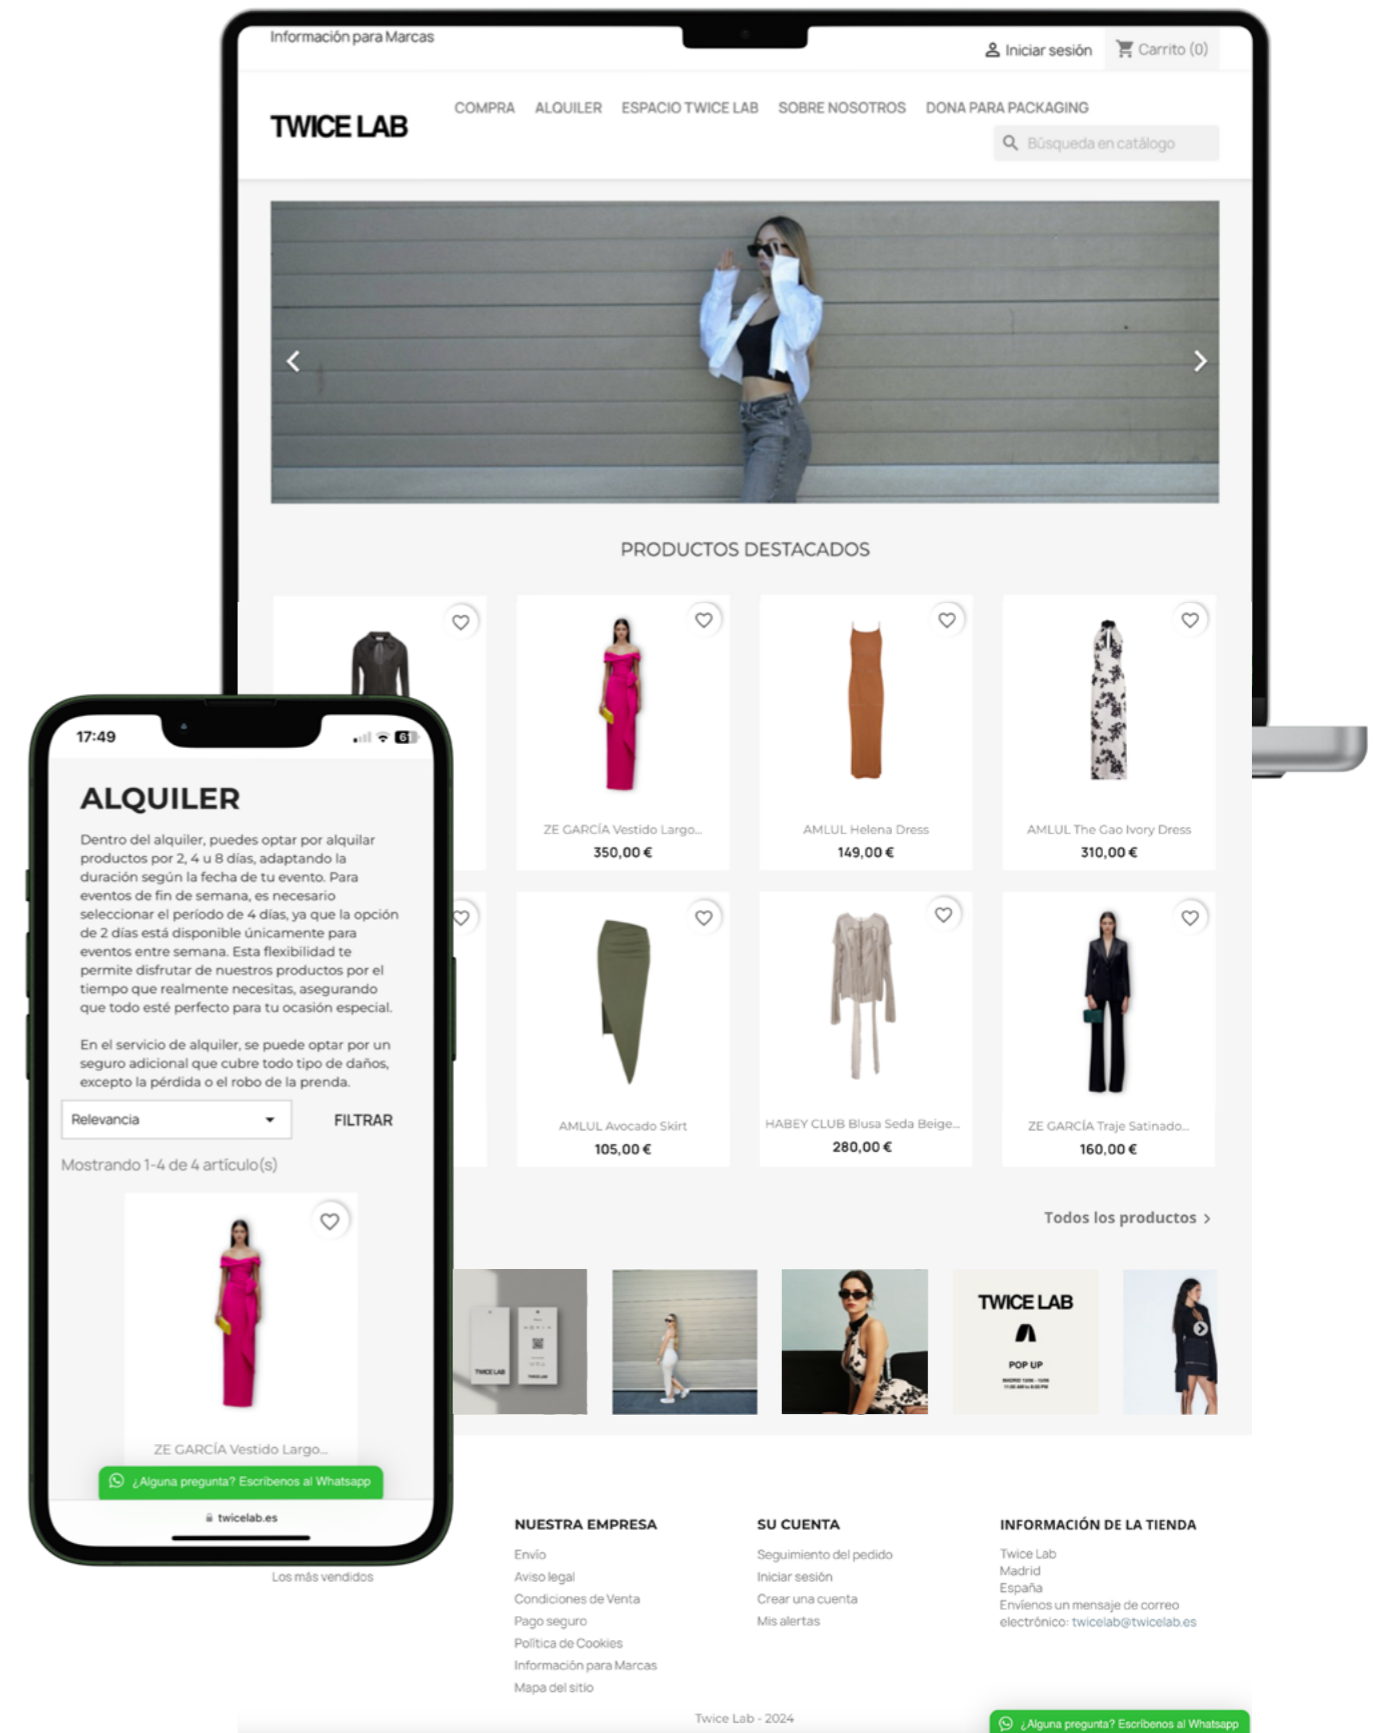 Información para Marcas
Iniciar sesión
Carrito (0)
TWICE LAB
COMPRA
ALQUILER
ESPACIO TWICE LAB
SOBRE NOSOTROS
DONA PARA PACKAGING
Búsqueda en catálogo
PRODUCTOS DESTACADOS
ZE GARCÍA Vestido Largo...
350,00 €
AMLUL Helena Dress
149,00 €
AMLUL The Gao Ivory Dress
310,00 €
AMLUL Avocado Skirt
105,00 €
HABEY CLUB Blusa Seda Beige...
280,00 €
ZE GARCÍA Traje Satinado...
160,00 €
Todos los productos
TWICE LAB
TWICE LAB
TWICE LAB
POP UP
17:49
61
ALQUILER
Dentro del alquiler, puedes optar por alquilar
productos por 2, 4 u 8 días, adaptando la
duración según la fecha de tu evento. Para
eventos de fin de semana, es necesario
seleccionar el período de 4 días, ya que la opción
de 2 días está disponible únicamente para
eventos entre semana. Esta flexibilidad te
permite disfrutar de nuestros productos por el
tiempo que realmente necesitas, asegurando
que todo esté perfecto para tu ocasión especial.
En el servicio de alquiler, se puede optar por un
seguro adicional que cubre todo tipo de daños,
excepto la pérdida o el robo de la prenda.
Relevancia
FILTRAR
Mostrando 1-4 de 4 artículo(s)
ZE GARCÍA Vestido Largo...
¿Alguna pregunta? Escríbenos al Whatsapp
twicelab.es
Los más vendidos
NUESTRA EMPRESA
Envío
Aviso legal
Condiciones de Venta
Pago seguro
Política de Cookies
Información para Marcas
Mapa del sitio
SU CUENTA
Seguimiento del pedido
Iniciar sesión
Crear una cuenta
Mis alertas
INFORMACIÓN DE LA TIENDA
Twice Lab
Madrid
España
Envíenos un mensaje de correo
electrónico: twicelab@twicelab.es
Twice Lab - 2024
¿Alguna pregunta? Escríbenos al Whatsapp